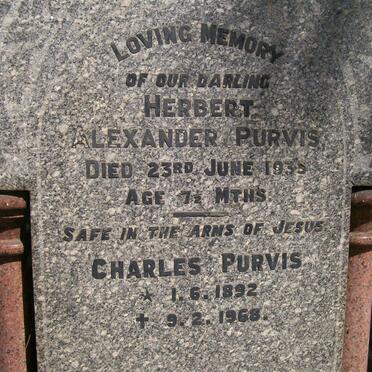 LOVING MEMORY
OF OUR DARLING
HERBERT
ALEXANDER PURVIS
DIED 23RD JUNE 1935
AGE 7½ MTHS.
SAFE IN THE ARMS OF JESUS.
CHARLES PURVIS
* 1.6.1892
+ 9.2.1968.